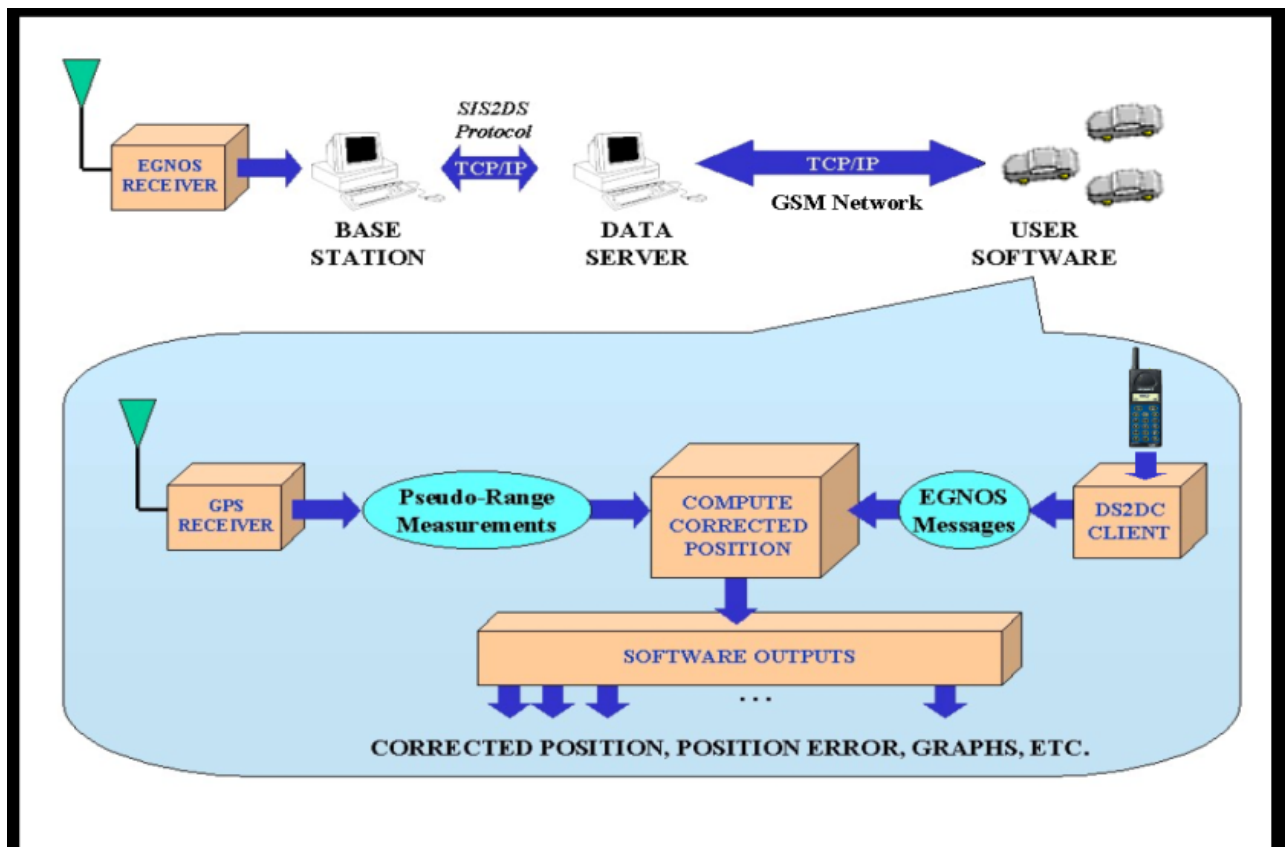 SIS2DS
Protocol
EGNOS
RECEIVER
TCP/IP
TCP/IP
GSM Network
BASE
STATION
DATA
SERVER
USER
SOFTWARE
GPS
RECEIVER
Pseudo-Range
Measurements
COMPUTE
CORRECTED
POSITION
EGNOS
Messages
DS2DC
CLIENT
SOFTWARE OUTPUTS
...
CORRECTED POSITION, POSITION ERROR, GRAPHS, ETC.